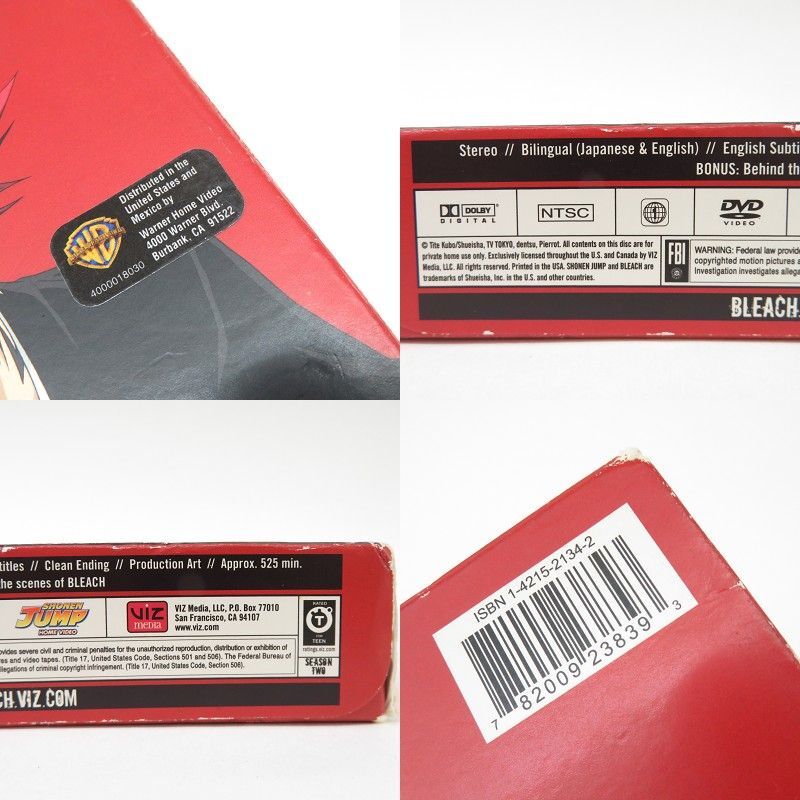 Distributed in the
United States and
Mexico by
Warner Home Video
4000 Warner Blvd.
Burbank, CA 91522
4000018030
WB
Stereo // Bilingual (Japanese & English) // English Subti
BONUS: Behind th
DOLBY
DIGITAL
NTSC
DVD
VIDEO
© Tite Kubo/Shueisha, TV TOKYO, dentsu, Pierrot. All contents on this disc are for
private home use only. Exclusively licensed throughout the U.S. and Canada by VIZ
Media, LLC. All rights reserved. Printed in the USA. SHONEN JUMP and BLEACH are
trademarks of Shueisha, Inc. in the U.S. and other countries.
FBI
WARNING: Federal law provide
copyrighted motion pictures a
Investigation investigates allega
BLEACH.
titles // Clean Ending // Production Art // Approx. 525 min.
the scenes of BLEACH
SHONEN
JUMP
HOME VIDEO
VIZ
media
VIZ Media, LLC, P.O. Box 77010
San Francisco, CA 94107
www.viz.com
RATED
T
FOR
TEEN
ratings.viz.com
ovides severe civil and criminal penalties for the unauthorized reproduction, distribution or exhibition of
res and video tapes. (Title 17, United States Code, Sections 501 and 506). The Federal Bureau of
allegations of criminal copyright infringement. (Title 17, United States Code, Section 506).
SEASON
TWO
CH.VIZ.COM
ISBN 1-4215-2134-2
7 82009 23839 3